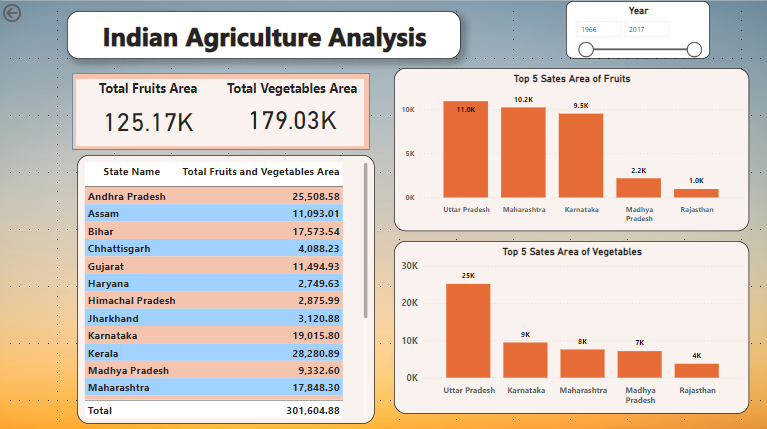 Indian Agriculture Analysis
Year
1966 2017
Total Fruits Area Total Vegetables Area
125.17K 179.03K
State Name Total Fruits and Vegetables Area
Andhra Pradesh 25,508.58
Assam 11,093.01
Bihar 17,573.54
Chhattisgarh 4,088.23
Gujarat 11,494.93
Haryana 2,749.63
Himachal Pradesh 2,875.99
Jharkhand 3,120.88
Karnataka 19,015.80
Kerala 28,280.89
Madhya Pradesh 9,332.60
Maharashtra 17,848.30
Total 301,604.88
Top 5 Sates Area of Fruits
10K
5K
0K
11.0K
10.2K
9.5K
2.2K
1.0K
Uttar Pradesh Maharashtra Karnataka Madhya Pradesh Rajasthan
Top 5 Sates Area of Vegetables
30K
20K
10K
0K
25K
9K
8K
7K
4K
Uttar Pradesh Karnataka Maharashtra Madhya Pradesh Rajasthan